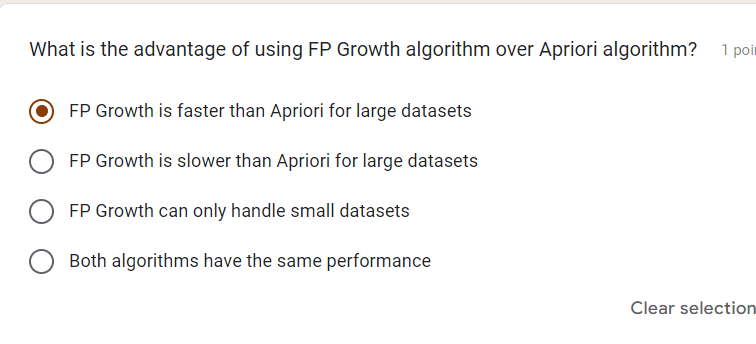 What is the advantage of using FP Growth algorithm over Apriori algorithm? 1 poi
FP Growth is faster than Apriori for large datasets
FP Growth is slower than Apriori for large datasets
FP Growth can only handle small datasets
Both algorithms have the same performance
Clear selection